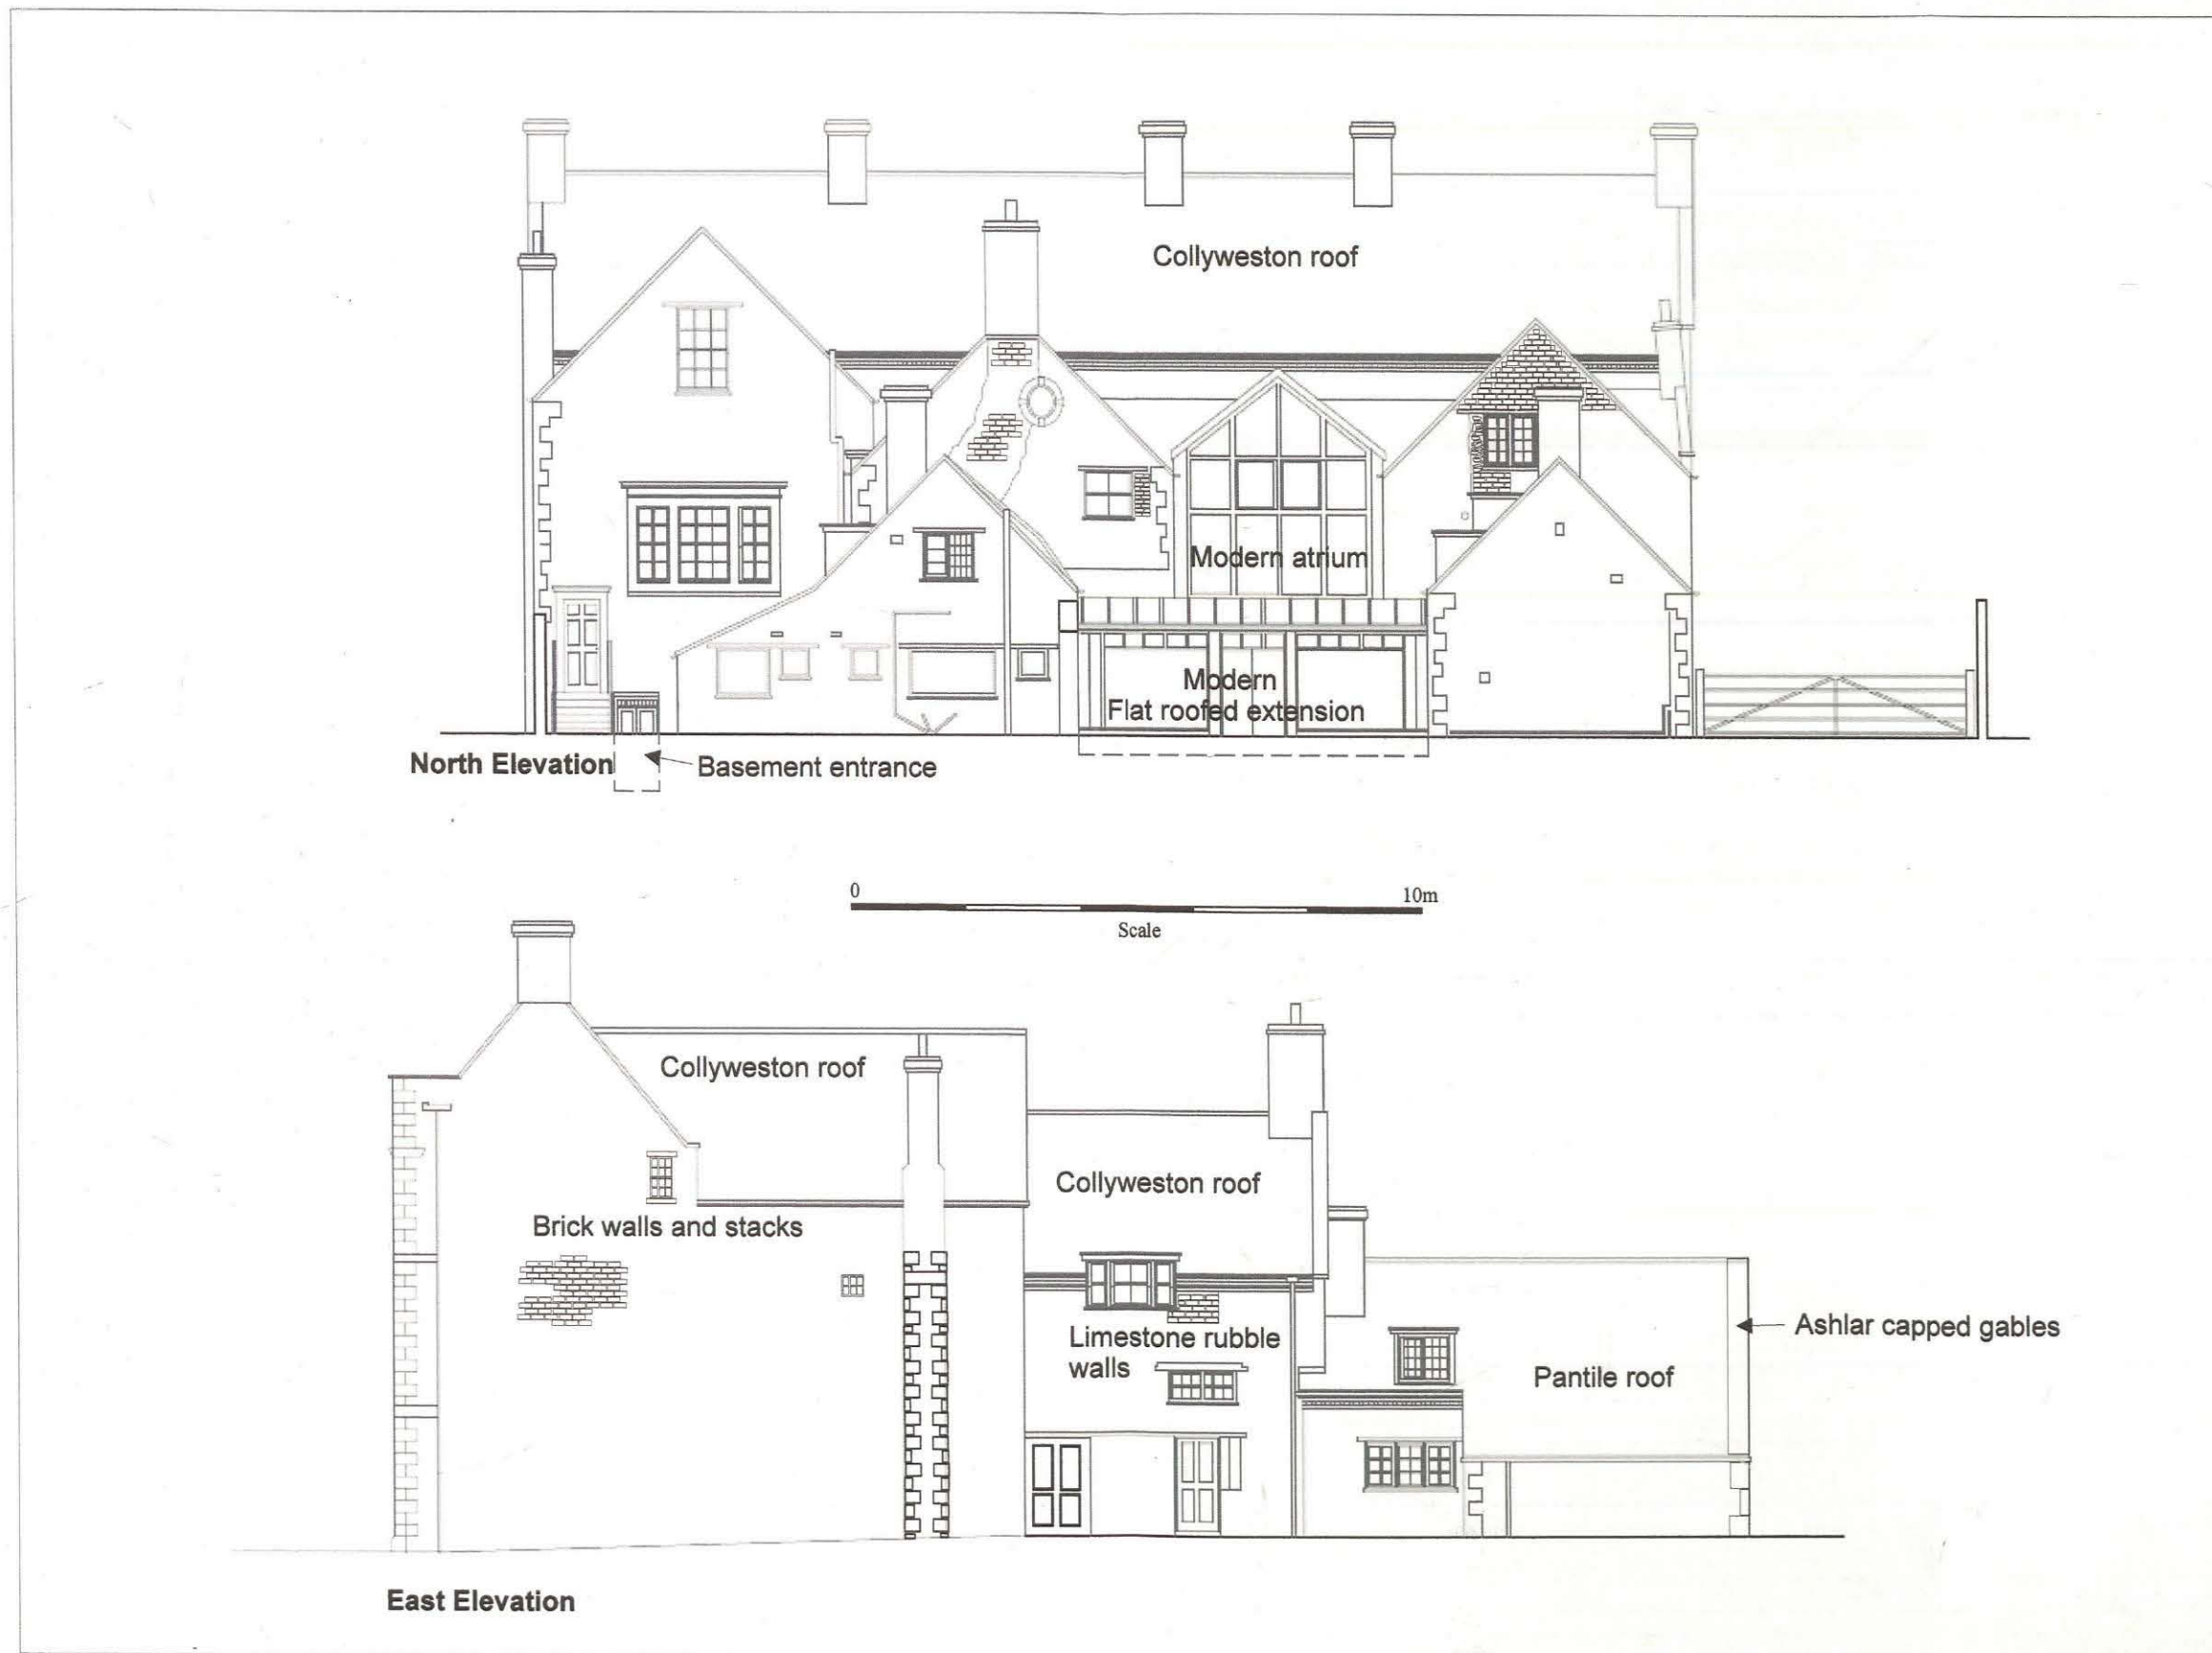 Collyweston roof
Modern atrium
Modern
Flat roofed extension
North Elevation
Basement entrance
0
10m
Scale
Collyweston roof
Collyweston roof
Brick walls and stacks
Limestone rubble
walls
Ashlar capped gables
Pantile roof
East Elevation